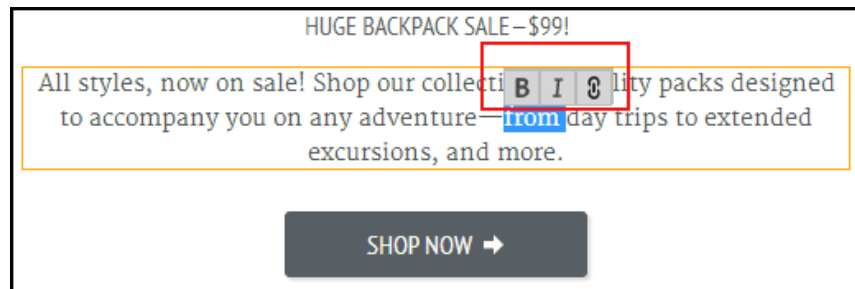 HUGE BACKPACK SALE–$99!
All styles, now on sale! Shop our collecti B I lity packs designed
to accompany you on any adventure—from day trips to extended
excursions, and more.
SHOP NOW